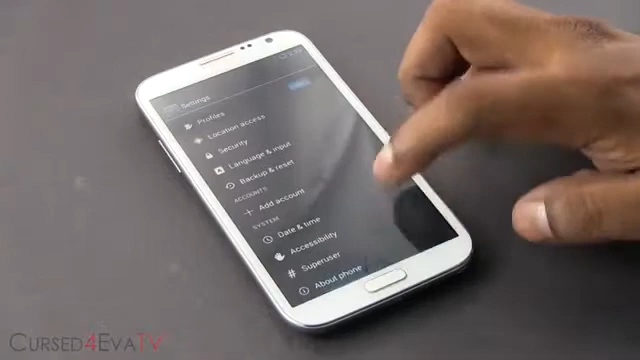 Settings
Profiles
Location access
Security
Language & input
Backup & reset
ACCOUNTS
Add account
SYSTEM
Date & time
Accessibility
Superuser
About phone
CURSED4EVATV